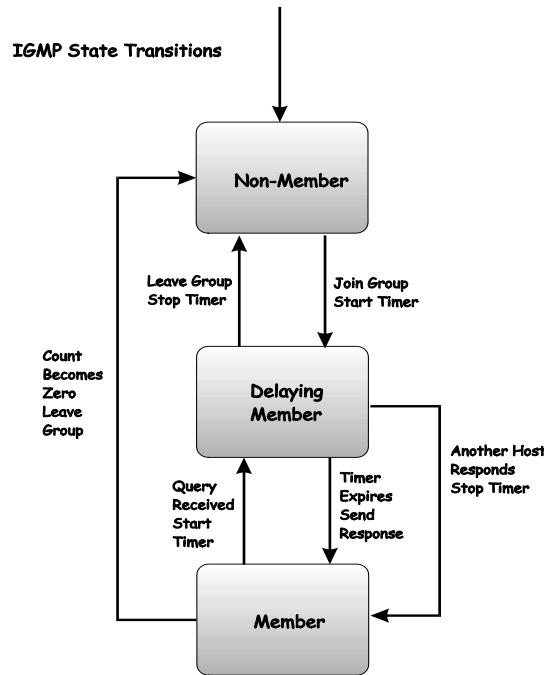 IGMP State Transitions
Non-Member
Leave Group
Stop Timer
Join Group
Start Timer
Count
Becomes
Zero
Leave
Group
Delaying
Member
Another Host
Responds
Stop Timer
Query
Received
Start
Timer
Timer
Expires
Send
Response
Member